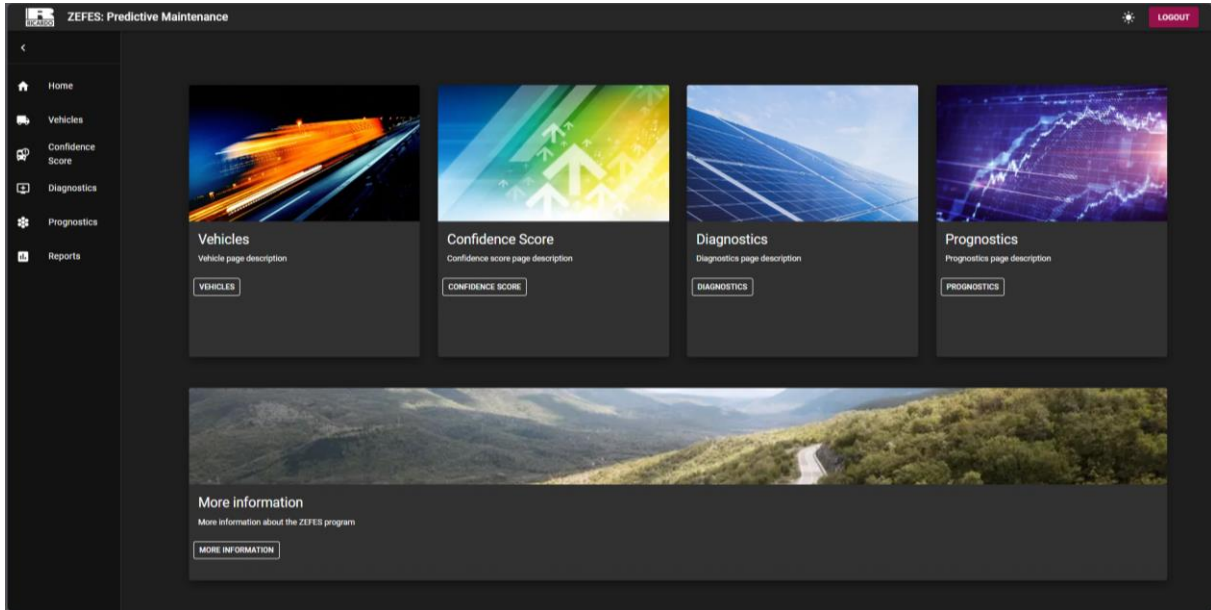 RICARDO
ZEFES: Predictive Maintenance
LOGOUT
Home
Vehicles
Confidence
Score
Diagnostics
Prognostics
Reports
Vehicles
Vehicle page description
VEHICLES
Confidence Score
Confidence score page description
CONFIDENCE SCORE
Diagnostics
Diagnostics page description
DIAGNOSTICS
Prognostics
Prognostics page description
PROGNOSTICS
More information
More information about the ZEFES program
MORE INFORMATION